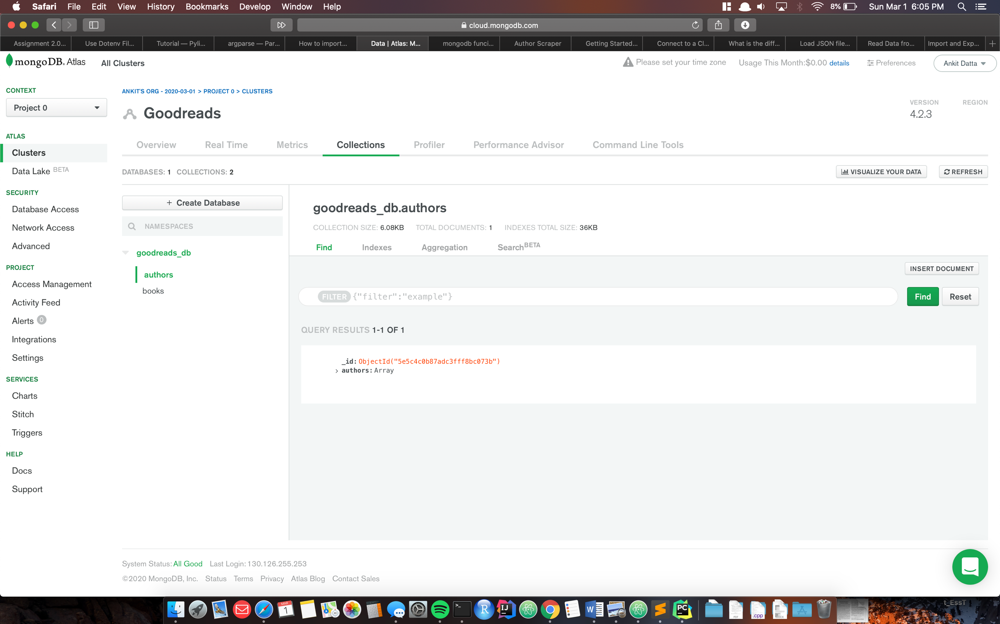 Safari File Edit View History Bookmarks Develop Window Help 8% Sun Mar 1 6:05 PM
cloud.mongodb.com
Assignment 2.0... Use Dotenv Fil... Tutorial — Pyli... argparse — Par... How to import... Data | Atlas: M... mongodb funci... Author Scraper Getting Started... Connect to a Cl... What is the diff... Load JSON file... Read Data fro... Import and Exp...
mongoDB. Atlas All Clusters Please set your time zone Usage This Month:$0.00 details Preferences Ankit Datta
CONTEXT
Project 0
ATLAS
Clusters
Data Lake BETA
SECURITY
Database Access
Network Access
Advanced
PROJECT
Access Management
Activity Feed
Alerts 0
Integrations
Settings
SERVICES
Charts
Stitch
Triggers
HELP
Docs
Support
ANKIT'S ORG - 2020-03-01 > PROJECT 0 > CLUSTERS
Goodreads
VERSION REGION
4.2.3
Overview Real Time Metrics Collections Profiler Performance Advisor Command Line Tools
DATABASES: 1 COLLECTIONS: 2 VISUALIZE YOUR DATA REFRESH
+ Create Database
NAMESPACES
goodreads_db
authors
books
goodreads_db.authors
COLLECTION SIZE: 6.08KB TOTAL DOCUMENTS: 1 INDEXES TOTAL SIZE: 36KB
Find Indexes Aggregation Search BETA
INSERT DOCUMENT
FILTER {"filter":"example"} Find Reset
QUERY RESULTS 1-1 OF 1
_id: ObjectId("5e5c4c0b87adc3fff8bc073b")
> authors: Array
System Status: All Good Last Login: 130.126.255.253
©2020 MongoDB, Inc. Status Terms Privacy Atlas Blog Contact Sales
MAR
1
>_
R
IJ
W
PC
PDF
.cpp
DOCX
t_EssT